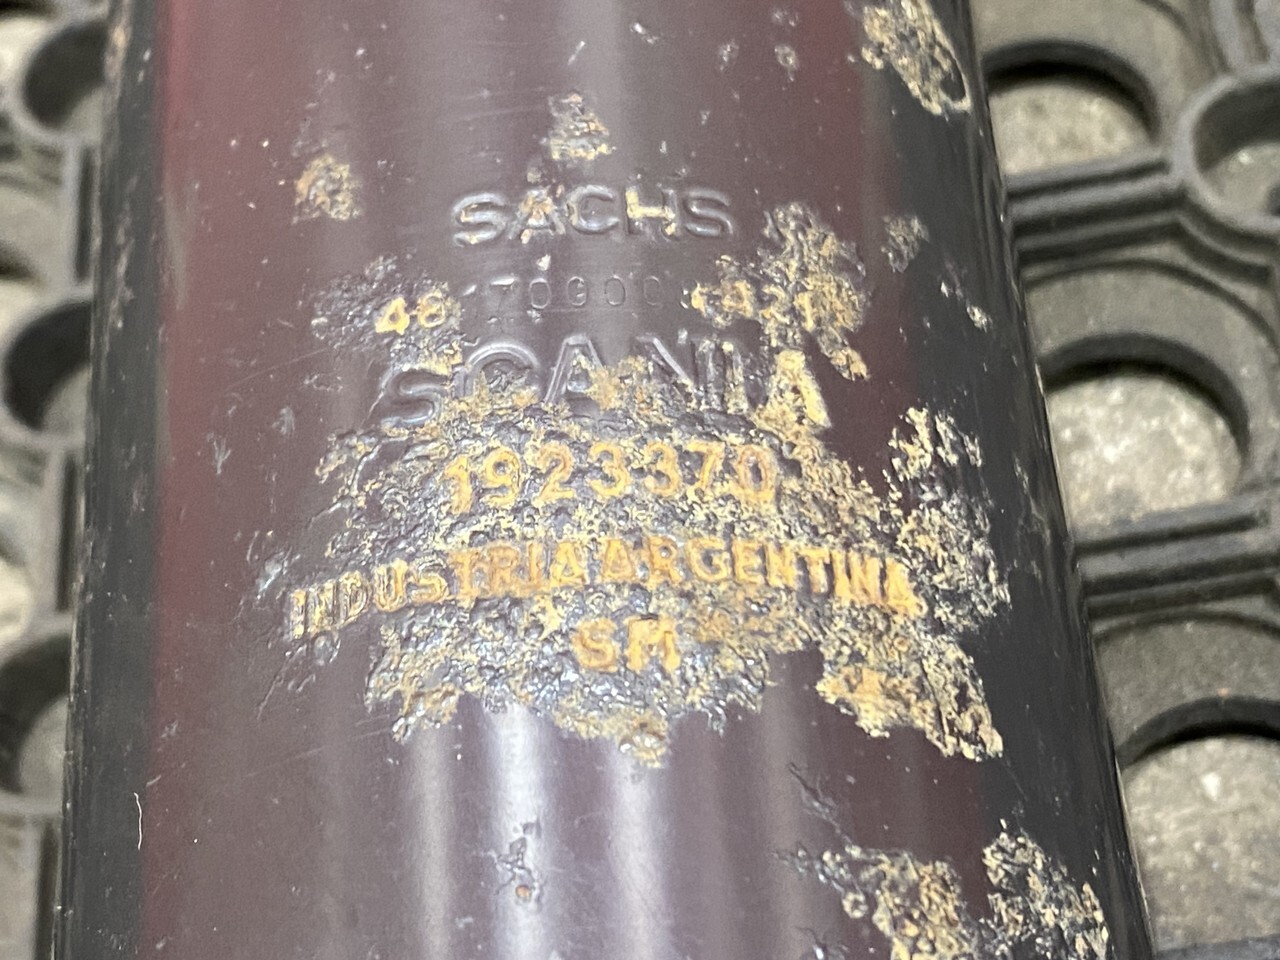 SACHS
SCANIA
1923370
INDUSTRIA ARGENTINA
SM